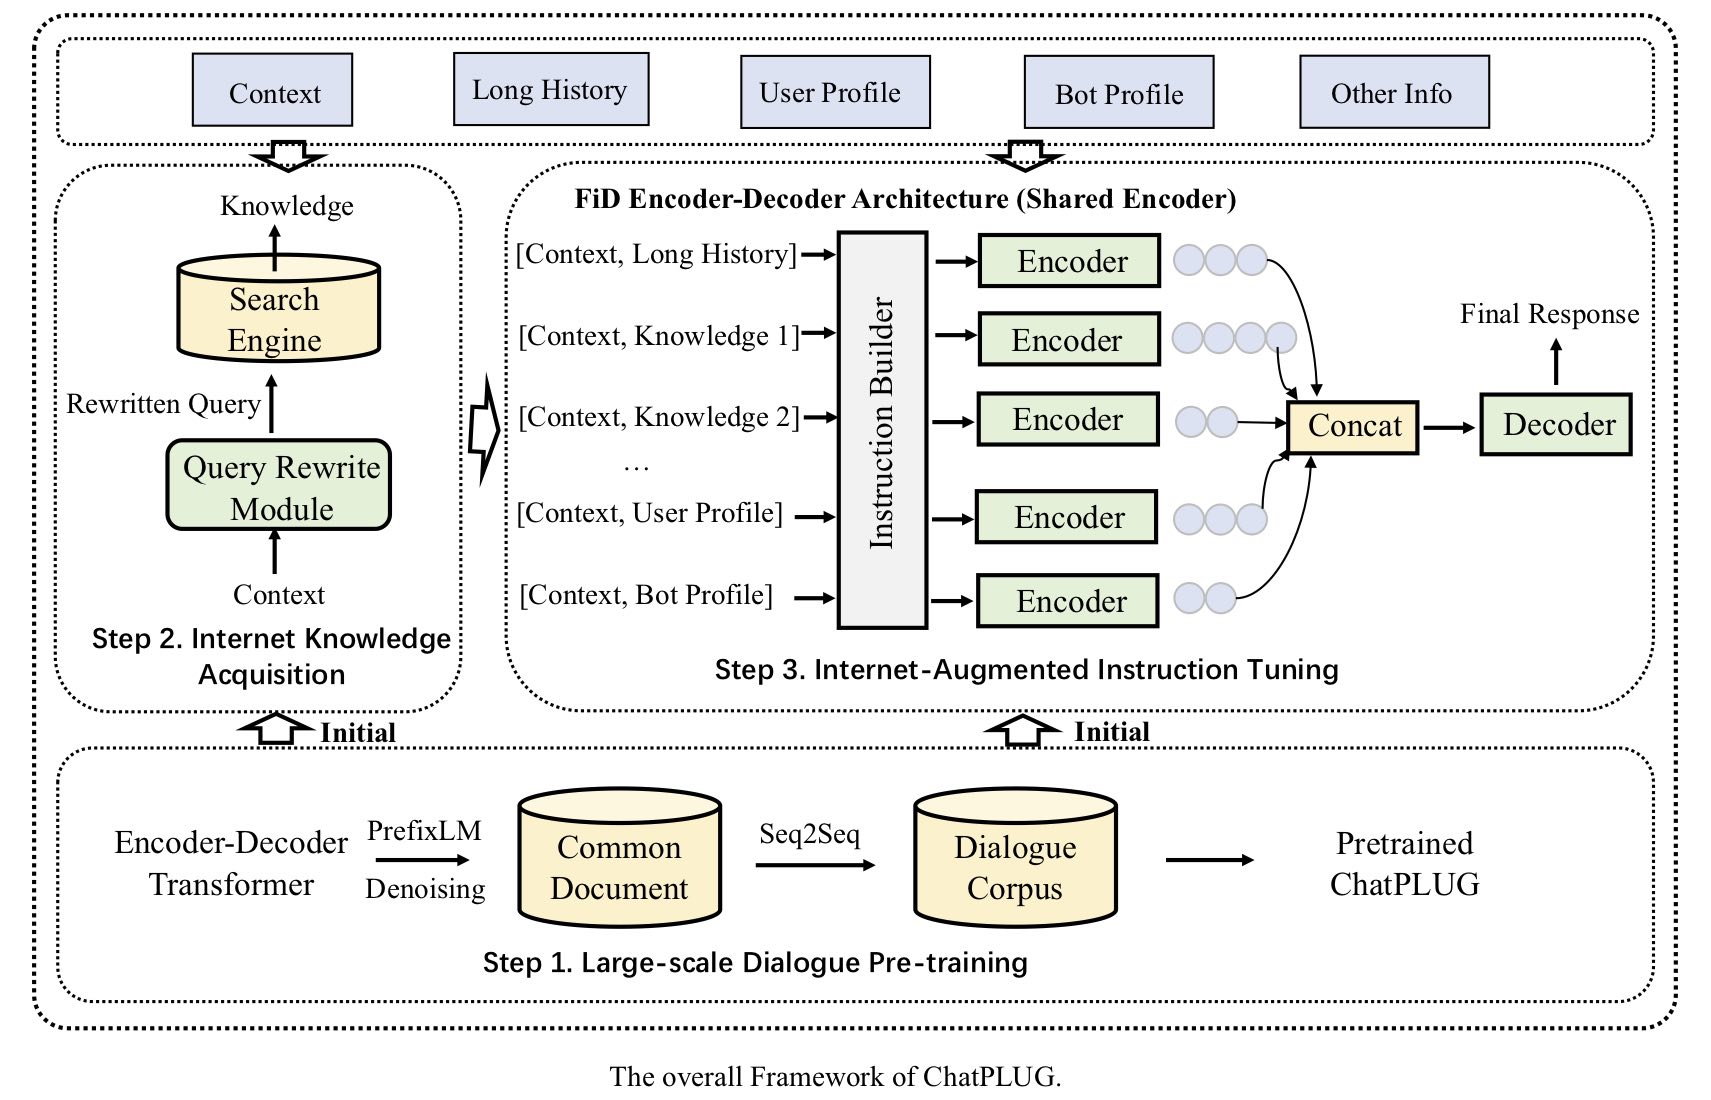 Context
Long History
User Profile
Bot Profile
Other Info
Knowledge
Search
Engine
Rewritten Query
Query Rewrite
Module
Context
Step 2. Internet Knowledge
Acquisition
FiD Encoder-Decoder Architecture (Shared Encoder)
[Context, Long History]
[Context, Knowledge 1]
[Context, Knowledge 2]
...
[Context, User Profile]
[Context, Bot Profile]
Instruction Builder
Encoder
Encoder
Encoder
Encoder
Encoder
Concat
Decoder
Final Response
Step 3. Internet-Augmented Instruction Tuning
Initial
Initial
Encoder-Decoder
Transformer
PrefixLM
Denoising
Common
Document
Seq2Seq
Dialogue
Corpus
Pretrained
ChatPLUG
Step 1. Large-scale Dialogue Pre-training
The overall Framework of ChatPLUG.